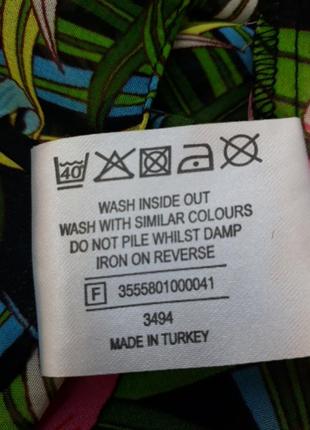 40
WASH INSIDE OUT
WASH WITH SIMILAR COLOURS
DO NOT PILE WHILST DAMP
IRON ON REVERSE
F 3555801000041
3494
MADE IN TURKEY